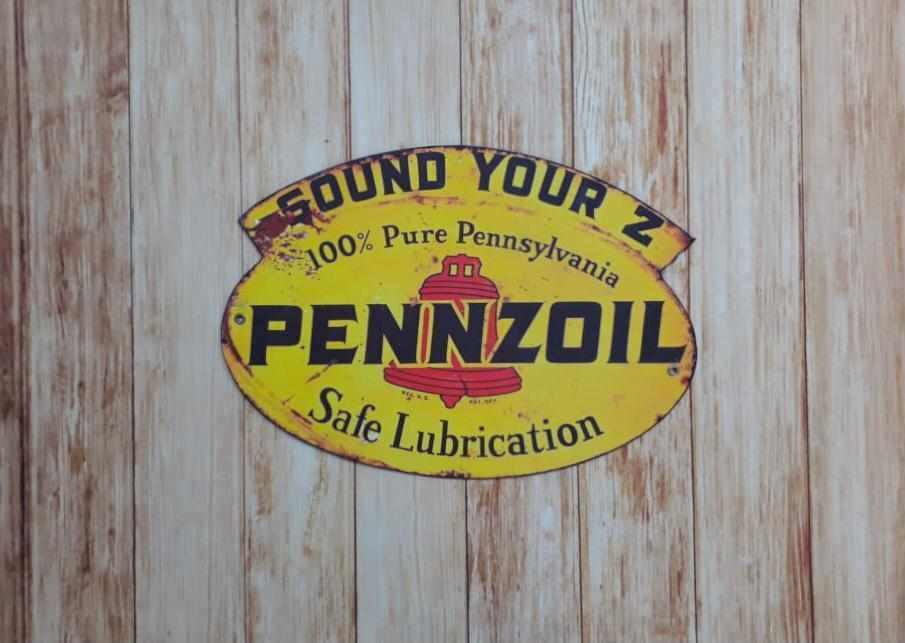 SOUND YOUR Z
100% Pure Pennsylvania
PENNZOIL
Safe Lubrication